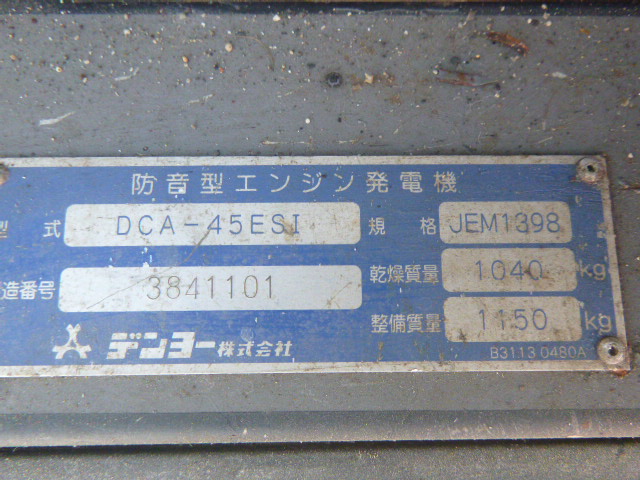 防音型エンジン発電機
型 式 DCA-45ESI 規 格 JEM1398
造番号 3841101 乾燥質量 1040 kg
整備質量 1150 kg
デンヨー株式会社 B3113 0480A